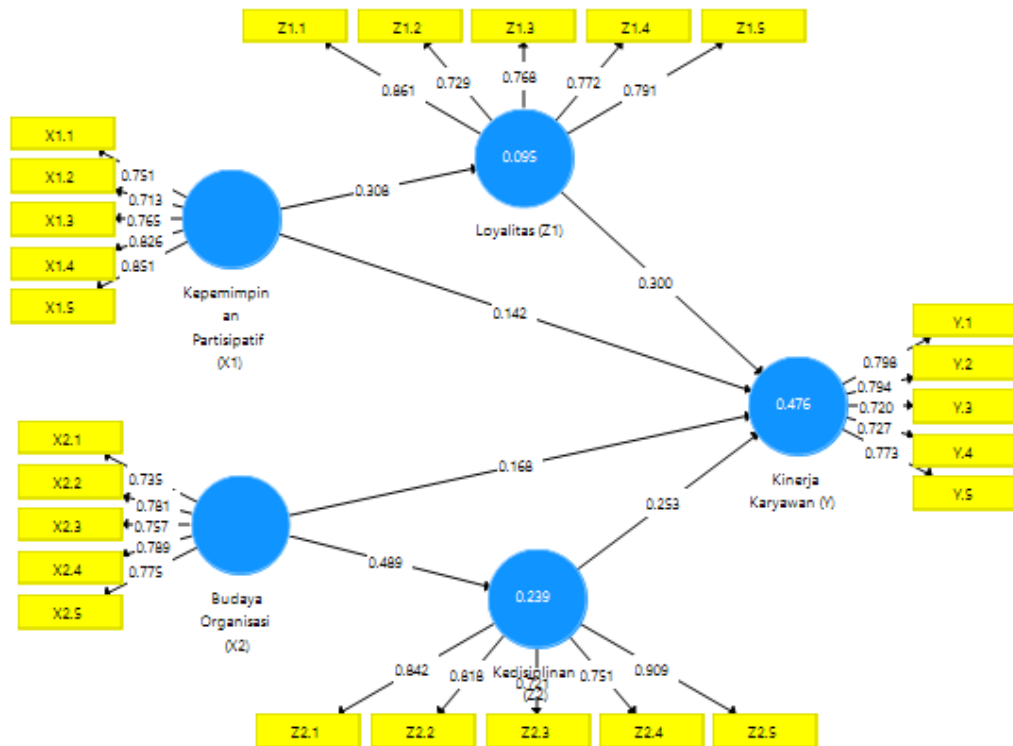 Z1.1
Z1.2
Z1.3
Z1.4
Z1.5
0.861
0.729
0.768
0.772
0.791
X1.1
X1.2
X1.3
X1.4
X1.5
0.751
0.713
0.765
0.826
0.851
0.095
Loyalitas (Z1)
0.308
Kepemimpin
an
Partisipatif
(X1)
0.142
0.300
Y.1
Y.2
Y.3
Y.4
Y.5
0.798
0.794
0.720
0.727
0.773
0.476
Kinerja
Karyawan (Y)
X2.1
X2.2
X2.3
X2.4
X2.5
0.735
0.781
0.757
0.789
0.775
0.168
0.253
0.489
Budaya
Organisasi
(X2)
0.239
Kedisiplinan
(Z2)
0.842
0.818
0.721
0.751
0.909
Z2.1
Z2.2
Z2.3
Z2.4
Z2.5